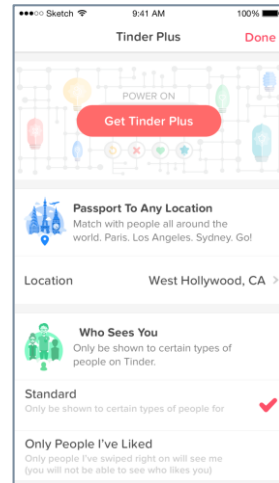 Sketch 9:41 AM 100%
Tinder Plus Done
POWER ON
Get Tinder Plus
Passport To Any Location
Match with people all around the
world. Paris. Los Angeles. Sydney. Go!
Location West Hollywood, CA
Who Sees You
Only be shown to certain types of
people on Tinder.
Standard
Only be shown to certain types of people for
Only People I've Liked
Only people I've swiped right on will see me
(you will not be able to see who likes you)